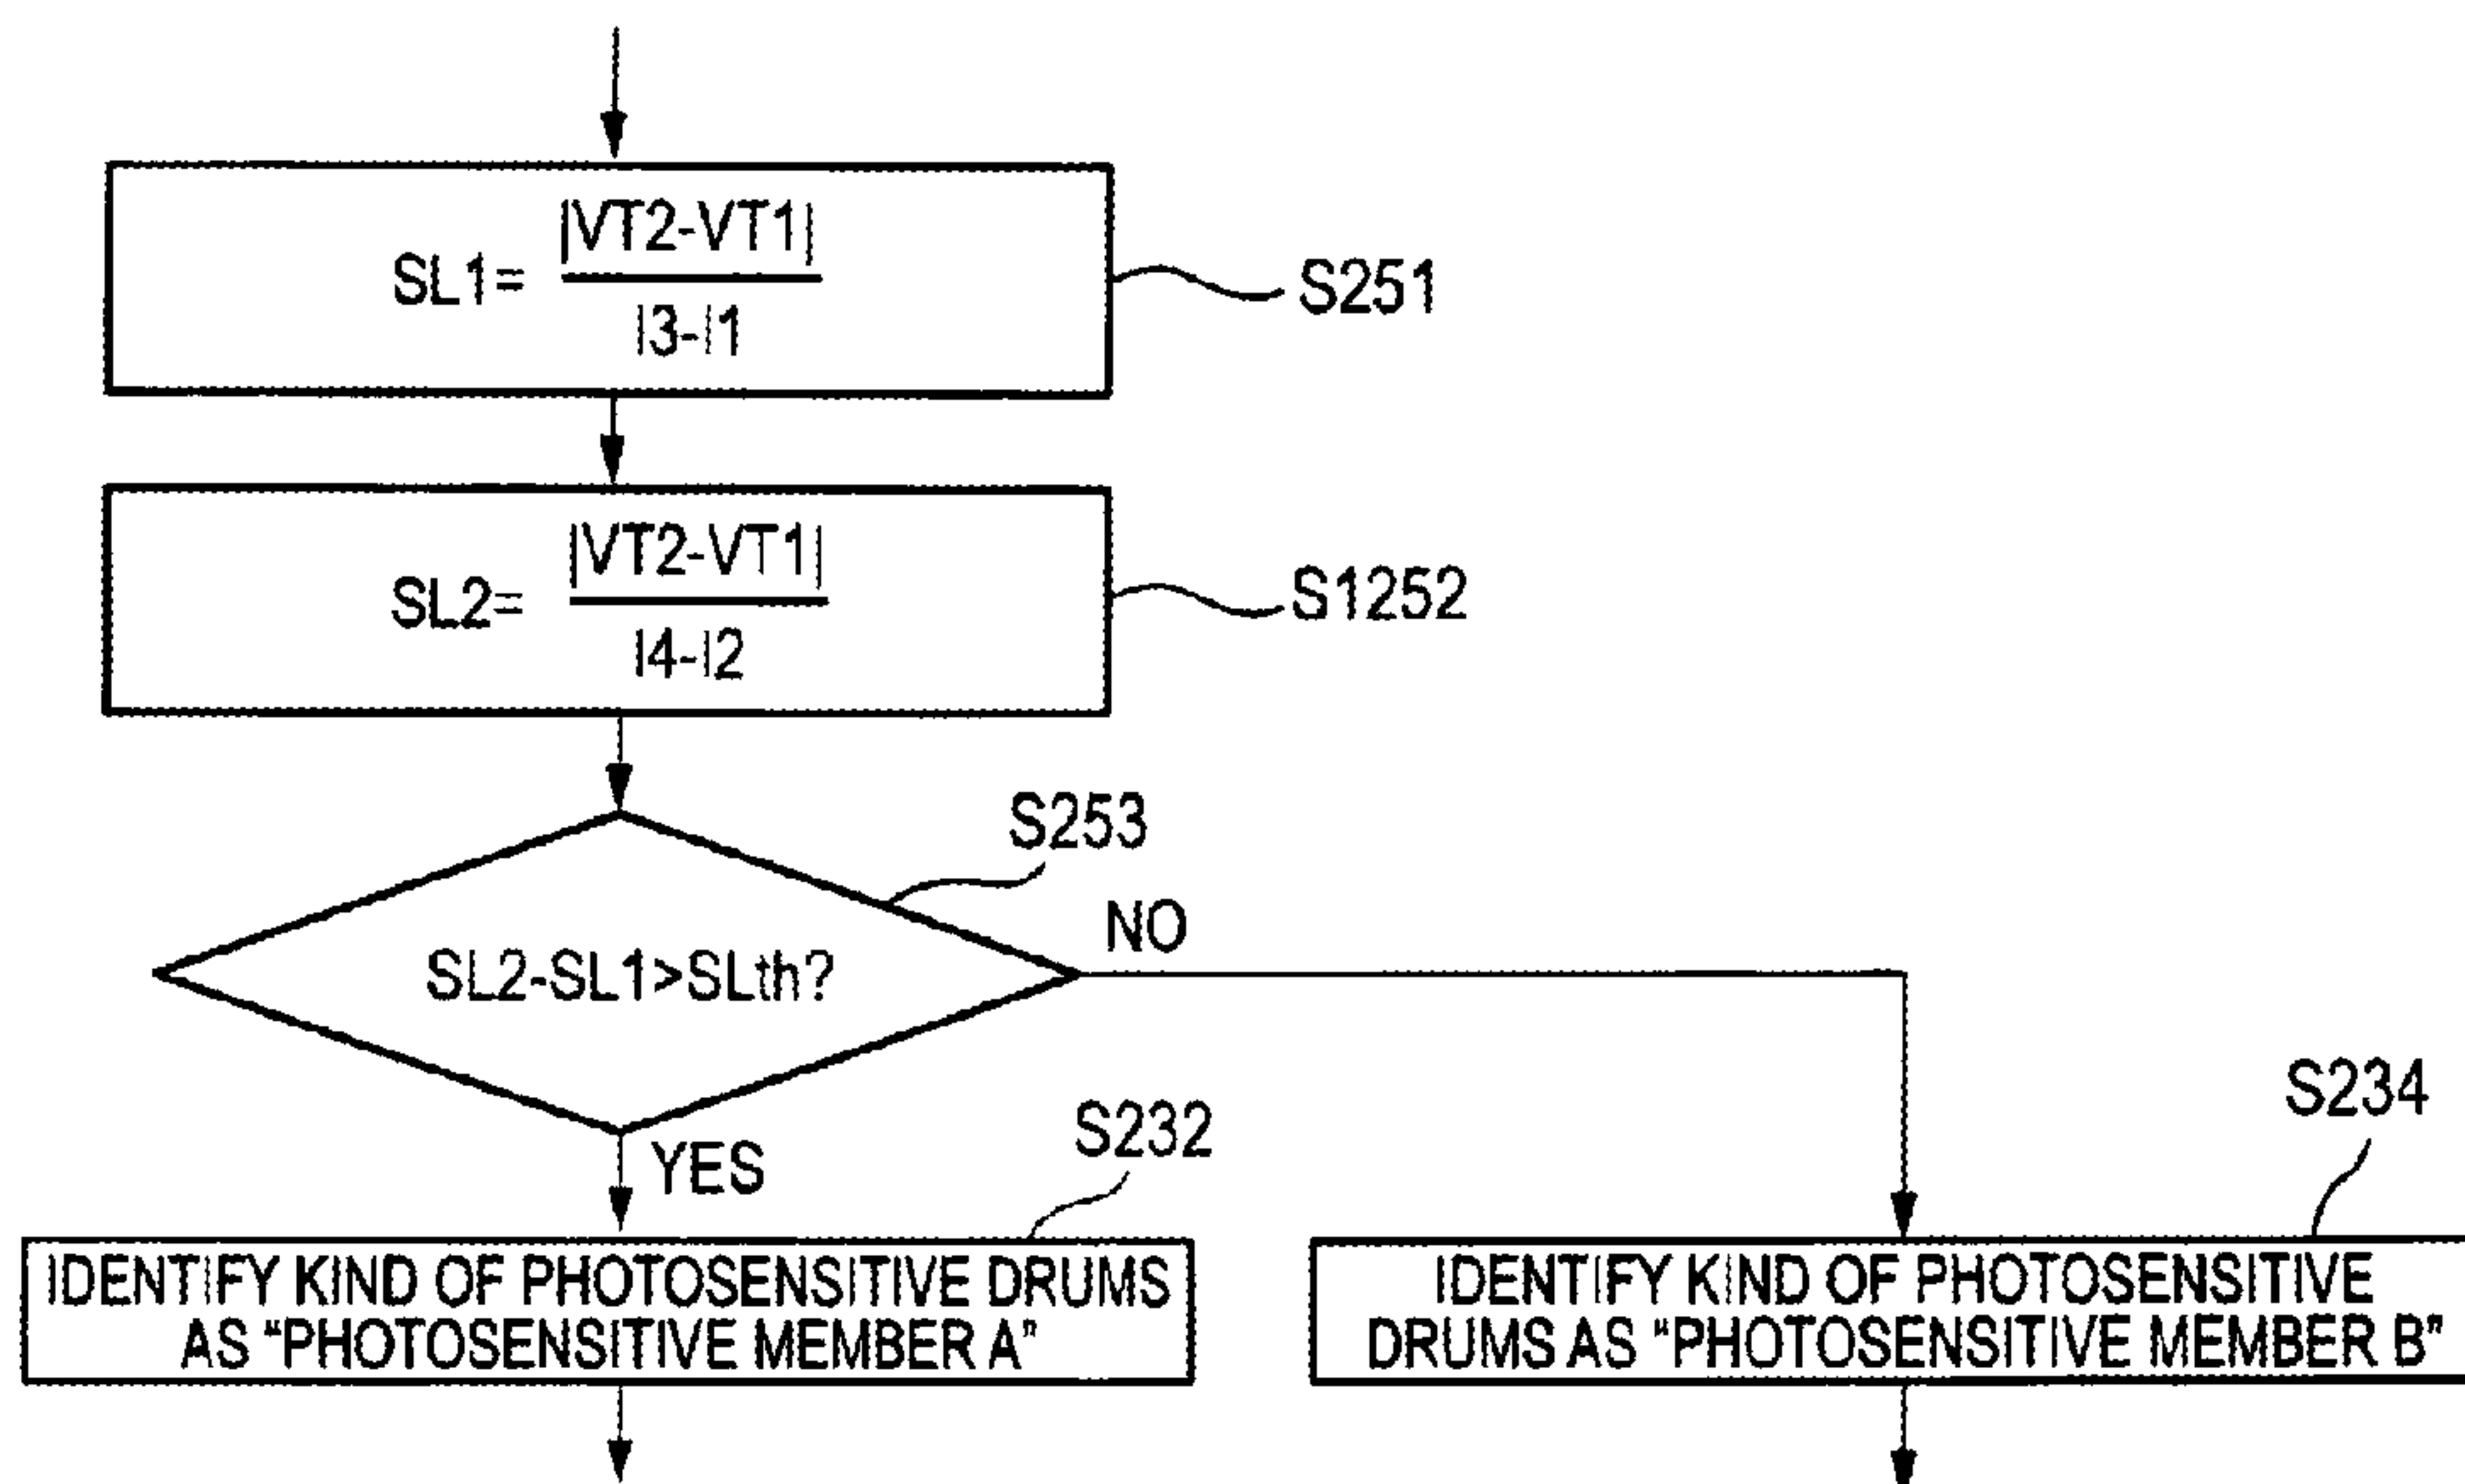 |VT2-VT1|
SL1=
I3-I1
S251
|VT2-VT1|
SL2=
I4-I2
S1252
S253
NO
SL2-SL1>SLth?
S234
S232
YES
IDENTIFY KIND OF PHOTOSENSITIVE DRUMS
AS “PHOTOSENSITIVE MEMBER A”
IDENTIFY KIND OF PHOTOSENSITIVE
DRUMS AS “PHOTOSENSITIVE MEMBER B”